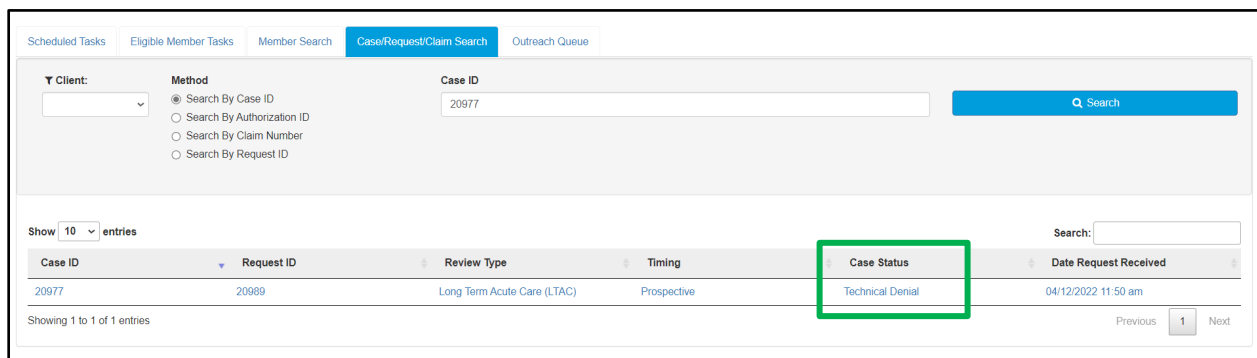 Scheduled Tasks Eligible Member Tasks Member Search Case/Request/Claim Search Outreach Queue
Client: Method Case ID
Search By Case ID 20977 Search
Search By Authorization ID
Search By Claim Number
Search By Request ID
Show 10 entries Search:
Case ID Request ID Review Type Timing Case Status Date Request Received
20977 20989 Long Term Acute Care (LTAC) Prospective Technical Denial 04/12/2022 11:50 am
Showing 1 to 1 of 1 entries Previous 1 Next